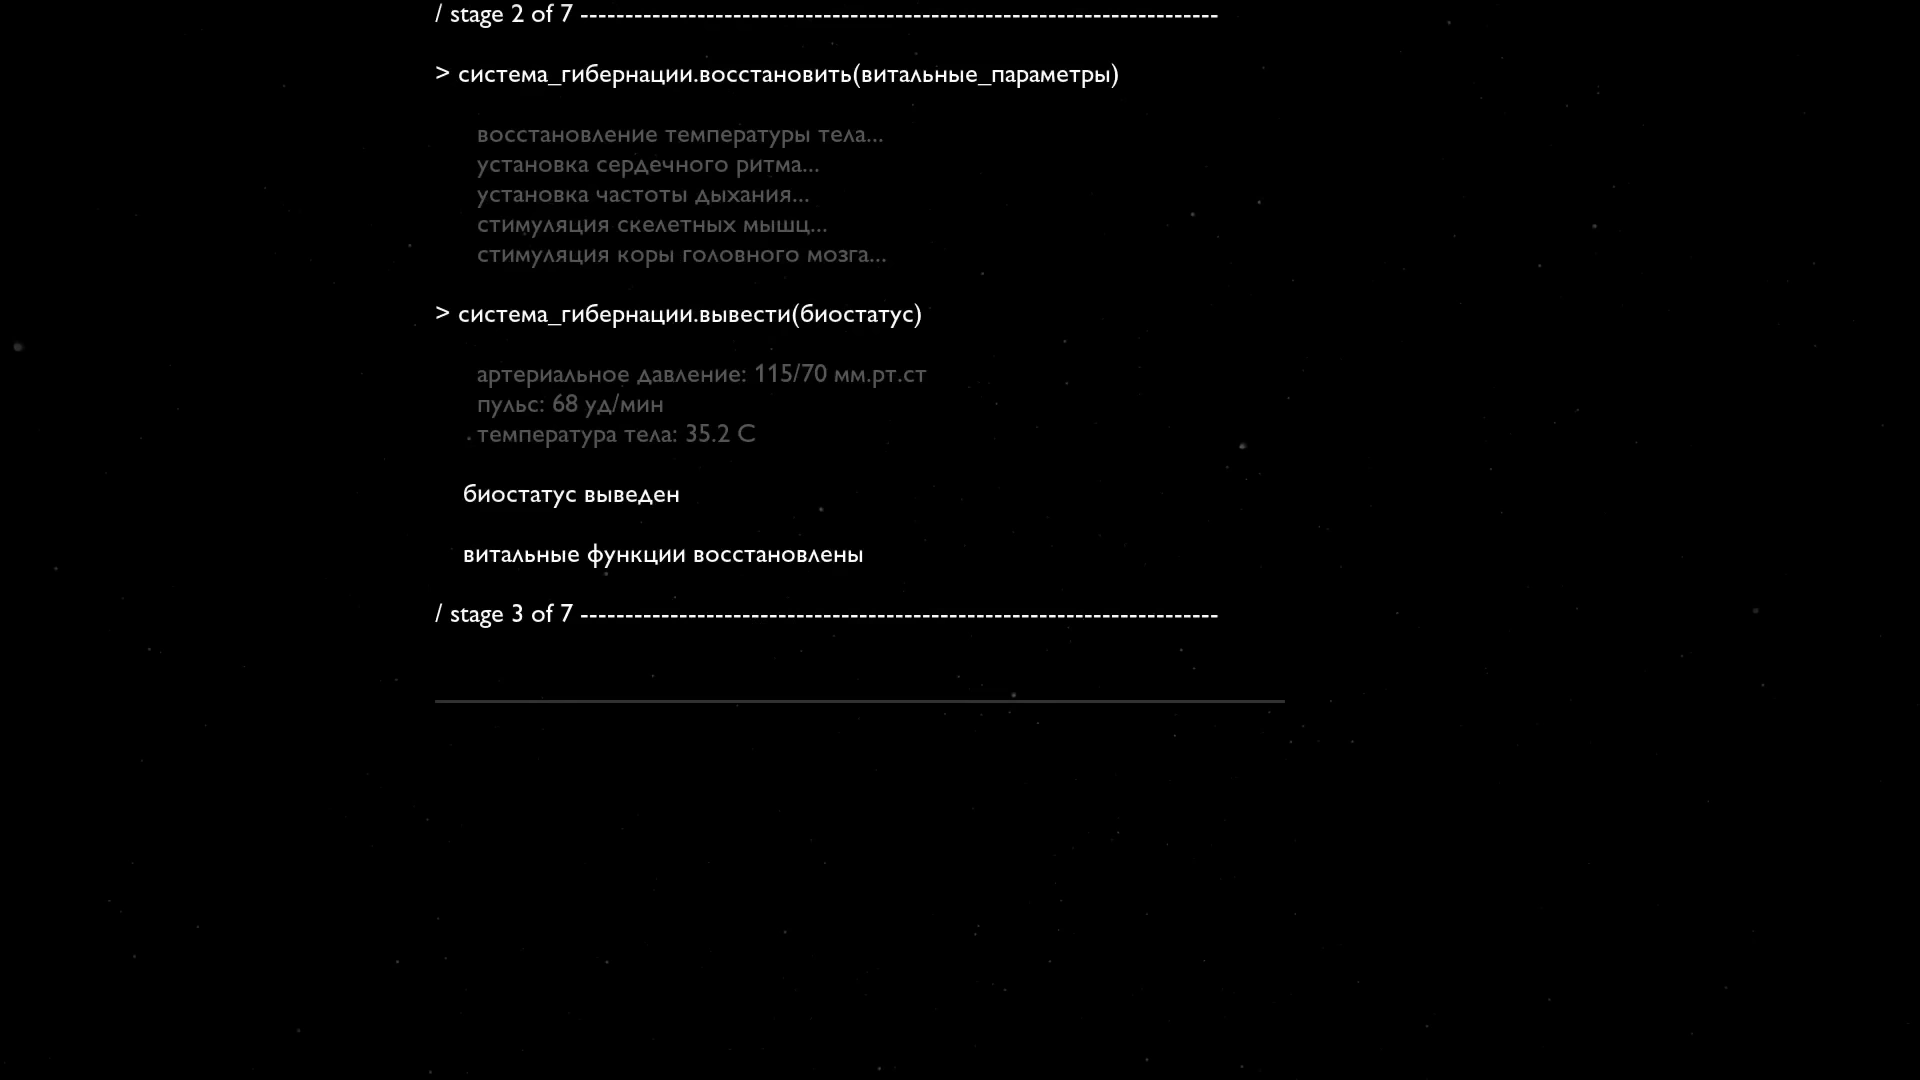 / stage 2 of 7 -----------------------------------------------------------------------
> система_гибернации.восстановить(витальные_параметры)
восстановление температуры тела...
установка сердечного ритма...
установка частоты дыхания...
стимуляция скелетных мышц...
стимуляция коры головного мозга...
> система_гибернации.вывести(биостатус)
артериальное давление: 115/70 мм.рт.ст
пульс: 68 уд/мин
температура тела: 35.2 C
биостатус выведен
витальные функции восстановлены
/ stage 3 of 7 -----------------------------------------------------------------------